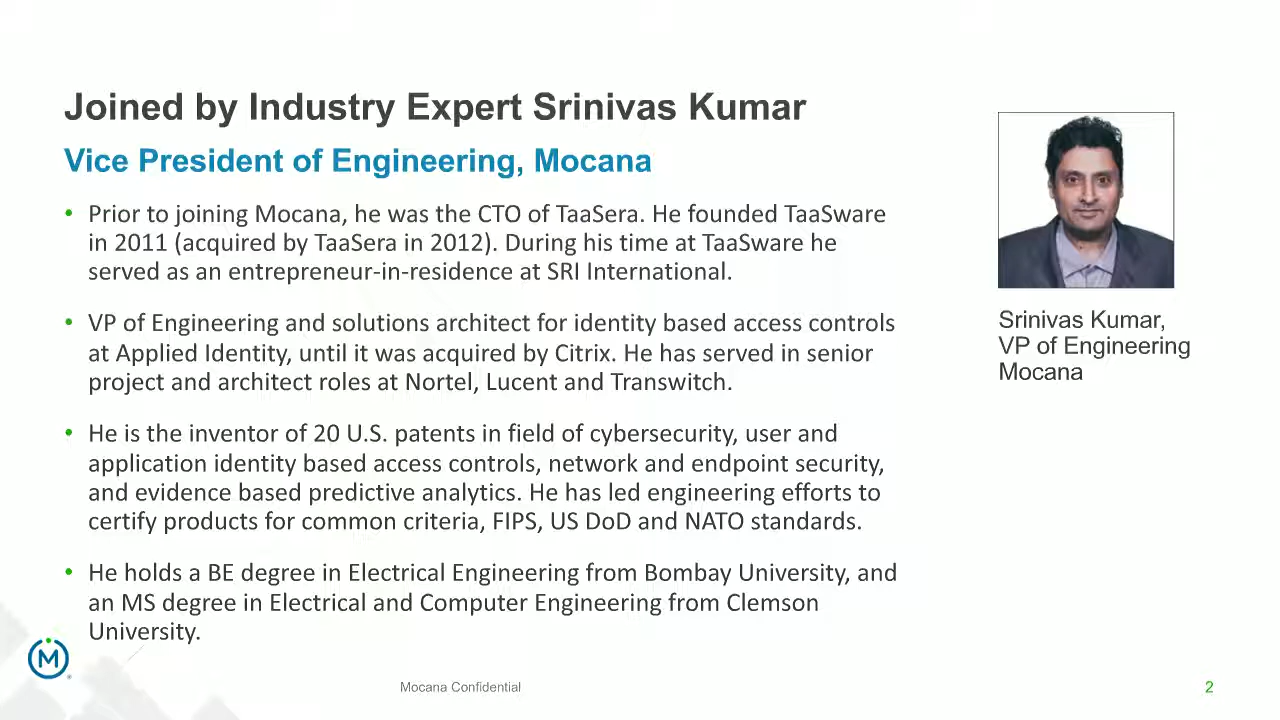 Joined by Industry Expert Srinivas Kumar
Vice President of Engineering, Mocana
• Prior to joining Mocana, he was the CTO of TaaSera. He founded TaaSware
in 2011 (acquired by TaaSera in 2012). During his time at TaaSware he
served as an entrepreneur-in-residence at SRI International.
• VP of Engineering and solutions architect for identity based access controls
at Applied Identity, until it was acquired by Citrix. He has served in senior
project and architect roles at Nortel, Lucent and Transwitch.
• He is the inventor of 20 U.S. patents in field of cybersecurity, user and
application identity based access controls, network and endpoint security,
and evidence based predictive analytics. He has led engineering efforts to
certify products for common criteria, FIPS, US DoD and NATO standards.
• He holds a BE degree in Electrical Engineering from Bombay University, and
an MS degree in Electrical and Computer Engineering from Clemson
University.
Srinivas Kumar,
VP of Engineering
Mocana
M
Mocana Confidential
2